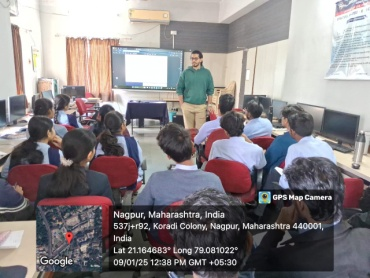 GPS Map Camera
Nagpur, Maharashtra, India
537j+r92, Koradi Colony, Nagpur, Maharashtra 440001,
India
Lat 21.164683° Long 79.081022°
09/01/25 12:38 PM GMT +05:30
Google